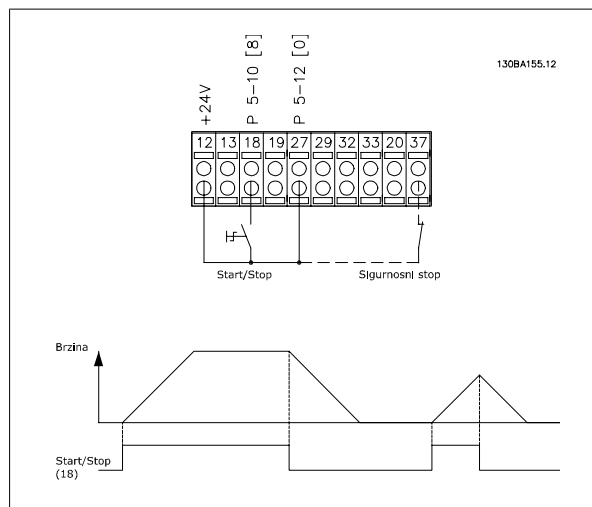 P 5-10 [8]
P 5-12 [0]
130BA155.12
+24V
12 13 18 19 27 29 32 33 20 37
Start/Stop
Sigurnosni stop
Brzina
Start/Stop
(18)